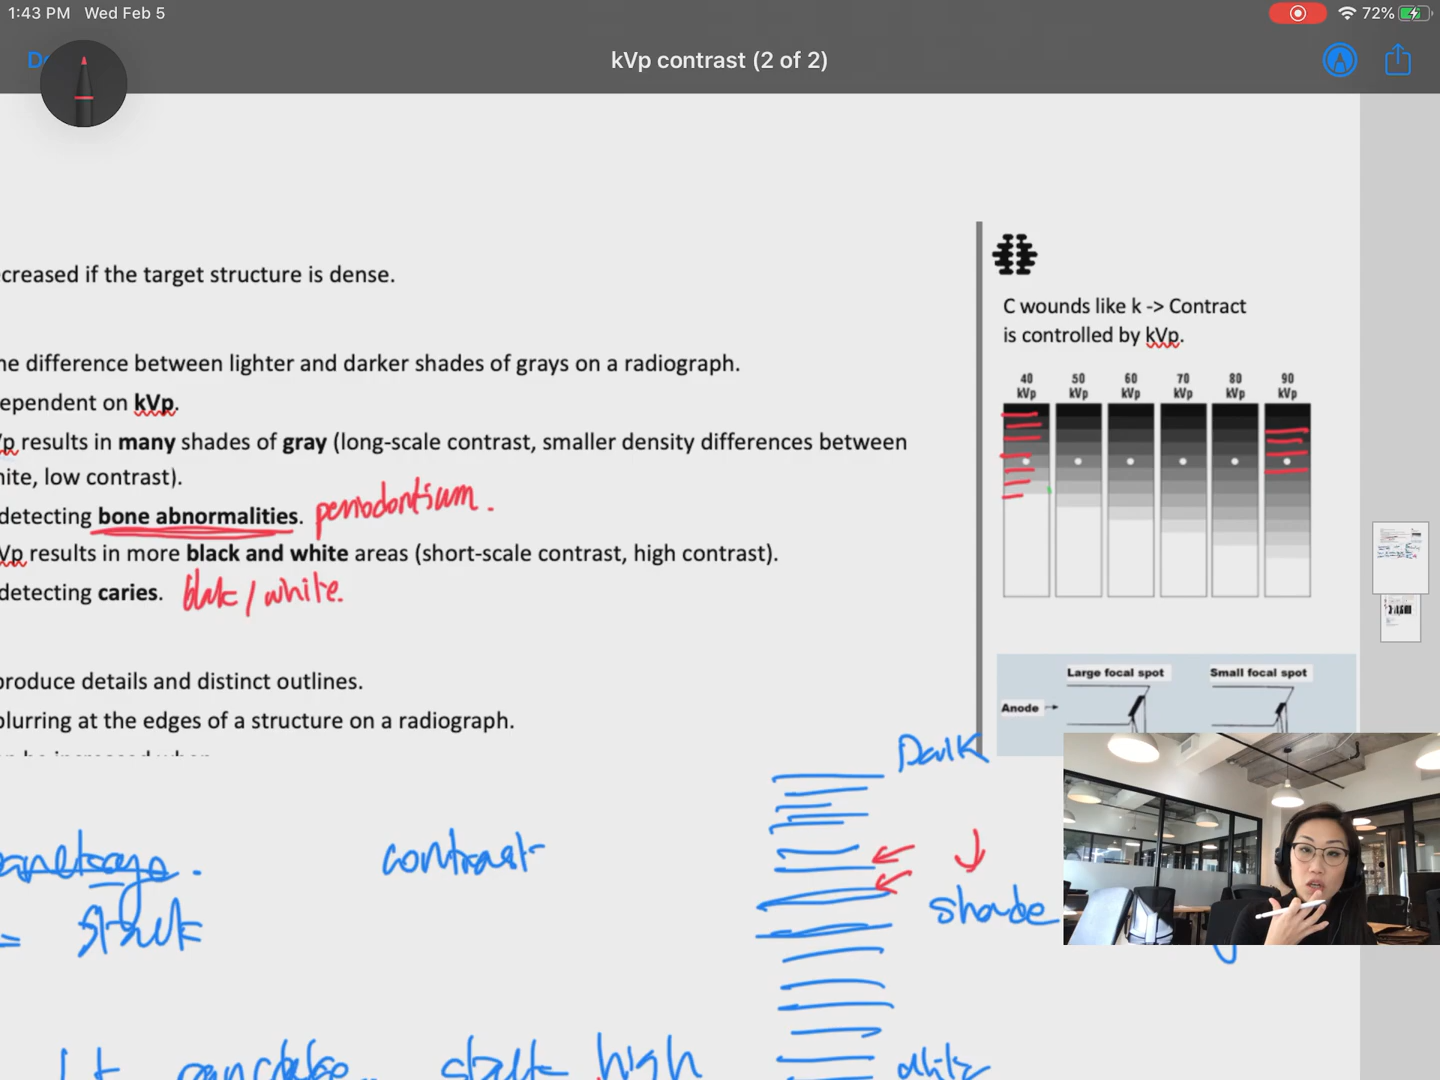 1:43 PM Wed Feb 5
72%
kVp contrast (2 of 2)
creased if the target structure is dense.
ne difference between lighter and darker shades of grays on a radiograph.
ependent on kVp.
p results in many shades of gray (long-scale contrast, smaller density differences between
nite, low contrast).
detecting bone abnormalities. periodontium.
Vp results in more black and white areas (short-scale contrast, high contrast).
detecting caries. blak / white.
produce details and distinct outlines.
blurring at the edges of a structure on a radiograph.
C wounds like k -> Contract
is controlled by kVp.
40 50 60 70 80 90
kVp kVp kVp kVp kVp kVp
Large focal spot Small focal spot
Anode
Dark
contrast
shade
= 
high